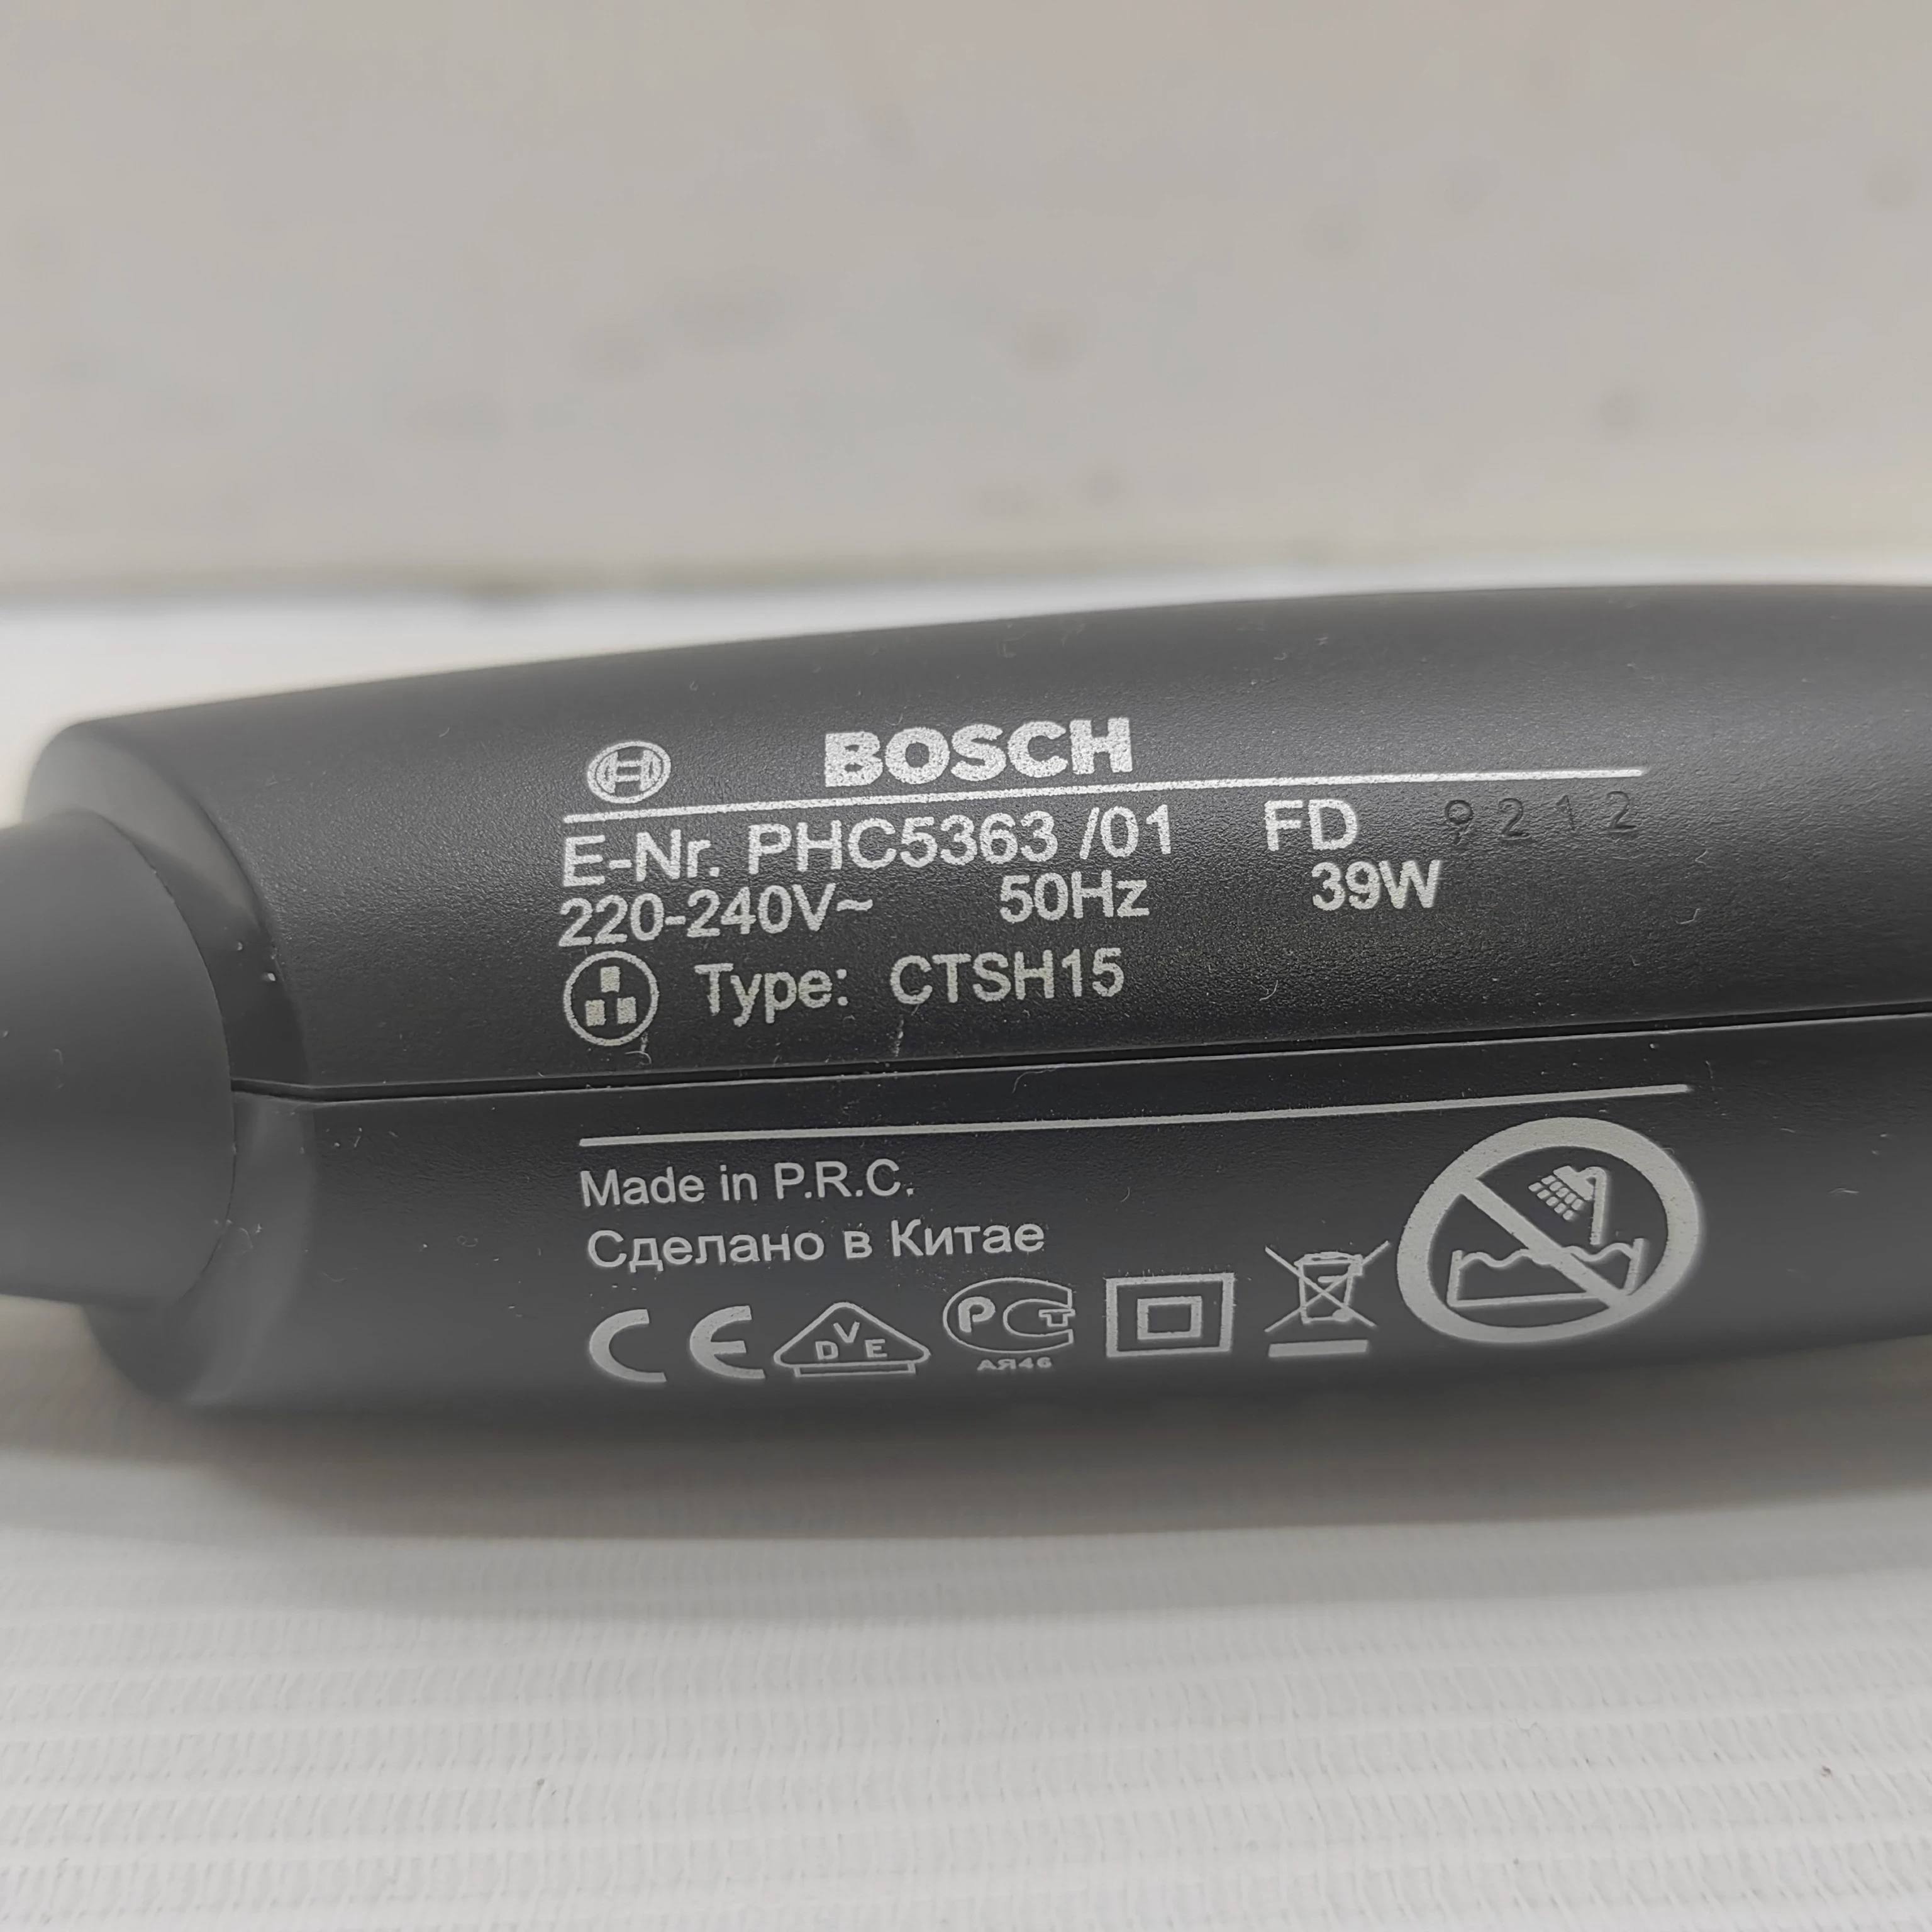 BOSCH
E-Nr. PHC5363 /01 FD 9212
220-240V~ 50Hz 39W
Type: CTSH15
Made in P.R.C.
Сделано в Китае
CE DVE РСТ
АЯ46